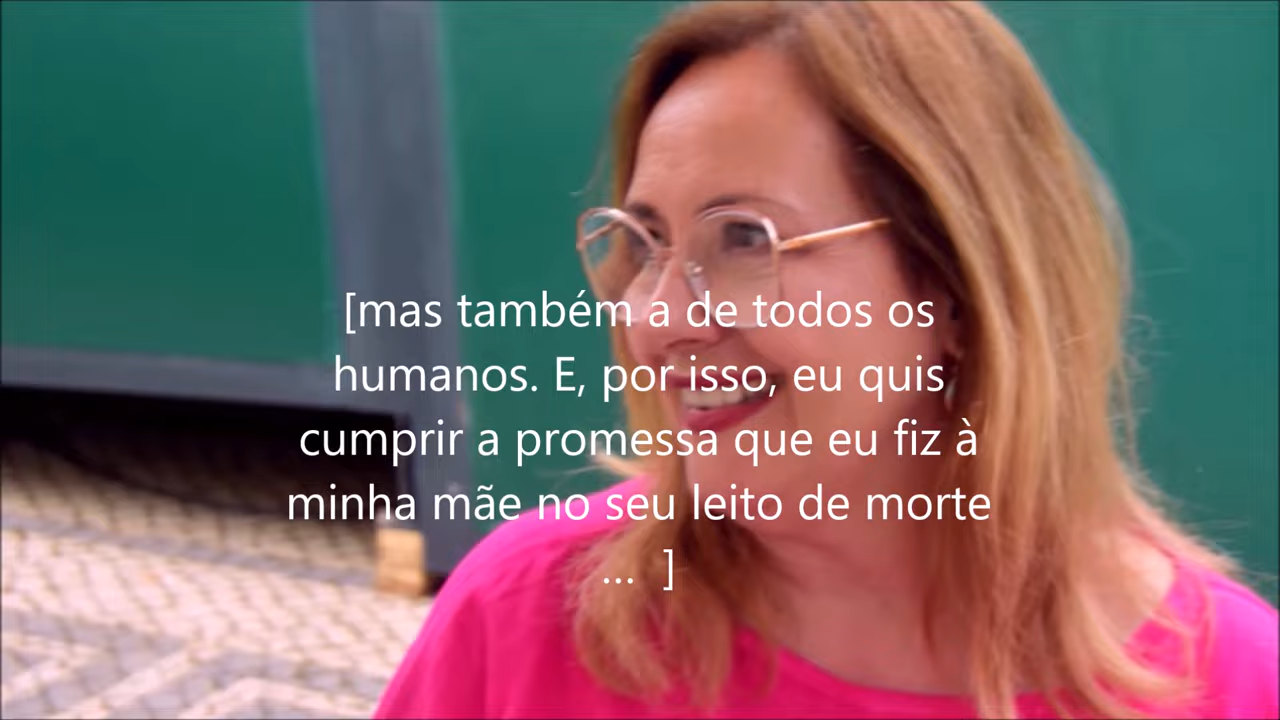 [mas também a de todos os
humanos. E, por isso, eu quis
cumprir a promessa que eu fiz à
minha mãe no seu leito de morte
... ]